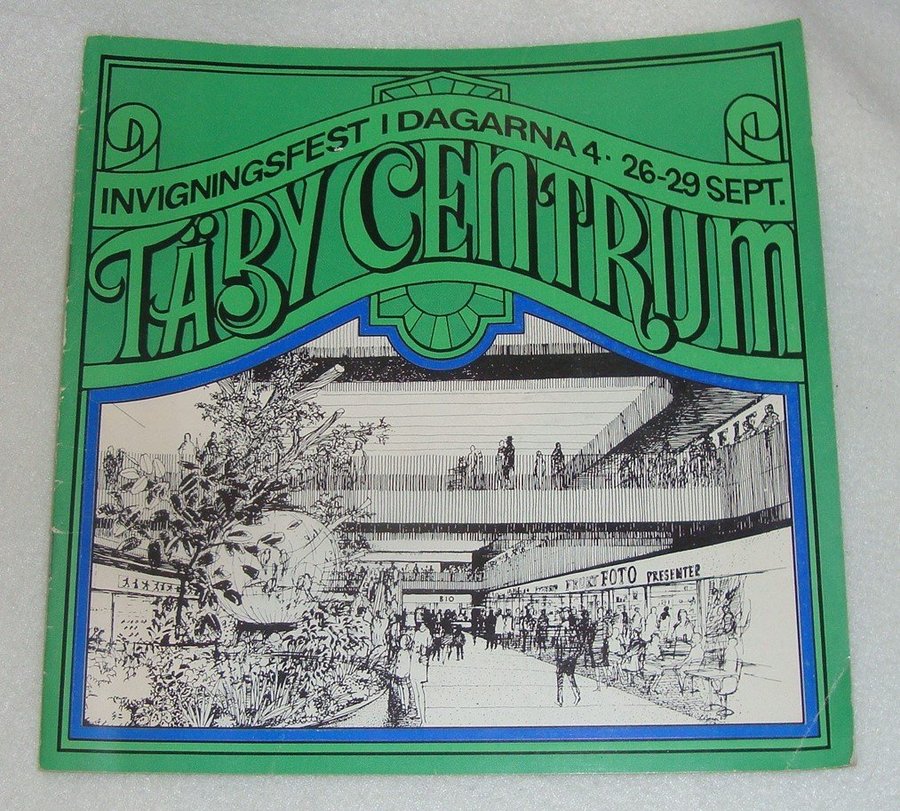 INVIGNINGSFEST I DAGARNA 4 · 26-29 SEPT.
TÄBY CENTRUM
FOTO PRESENTER
BIO